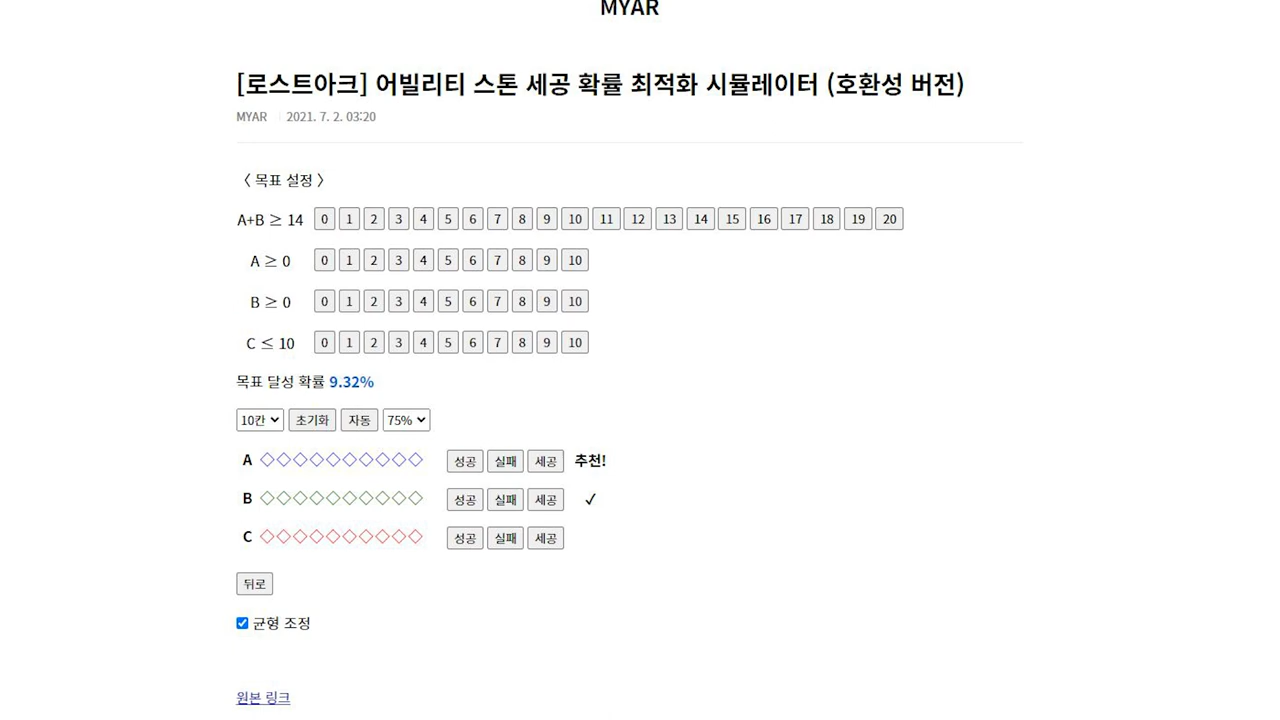 MYAR
[로스트아크] 어빌리티 스톤 세공 확률 최적화 시뮬레이터 (호환성 버전)
MYAR 2021. 7. 2. 03:20
〈 목표 설정 〉
A+B ≥ 14 0 1 2 3 4 5 6 7 8 9 10 11 12 13 14 15 16 17 18 19 20
A ≥ 0 0 1 2 3 4 5 6 7 8 9 10
B ≥ 0 0 1 2 3 4 5 6 7 8 9 10
C ≤ 10 0 1 2 3 4 5 6 7 8 9 10
목표 달성 확률 9.32%
10칸 초기화 자동 75%
A ◇◇◇◇◇◇◇◇◇◇ 성공 실패 세공 추천!
B ◇◇◇◇◇◇◇◇◇◇ 성공 실패 세공 ✓
C ◇◇◇◇◇◇◇◇◇◇ 성공 실패 세공
뒤로
균형 조정
원본 링크